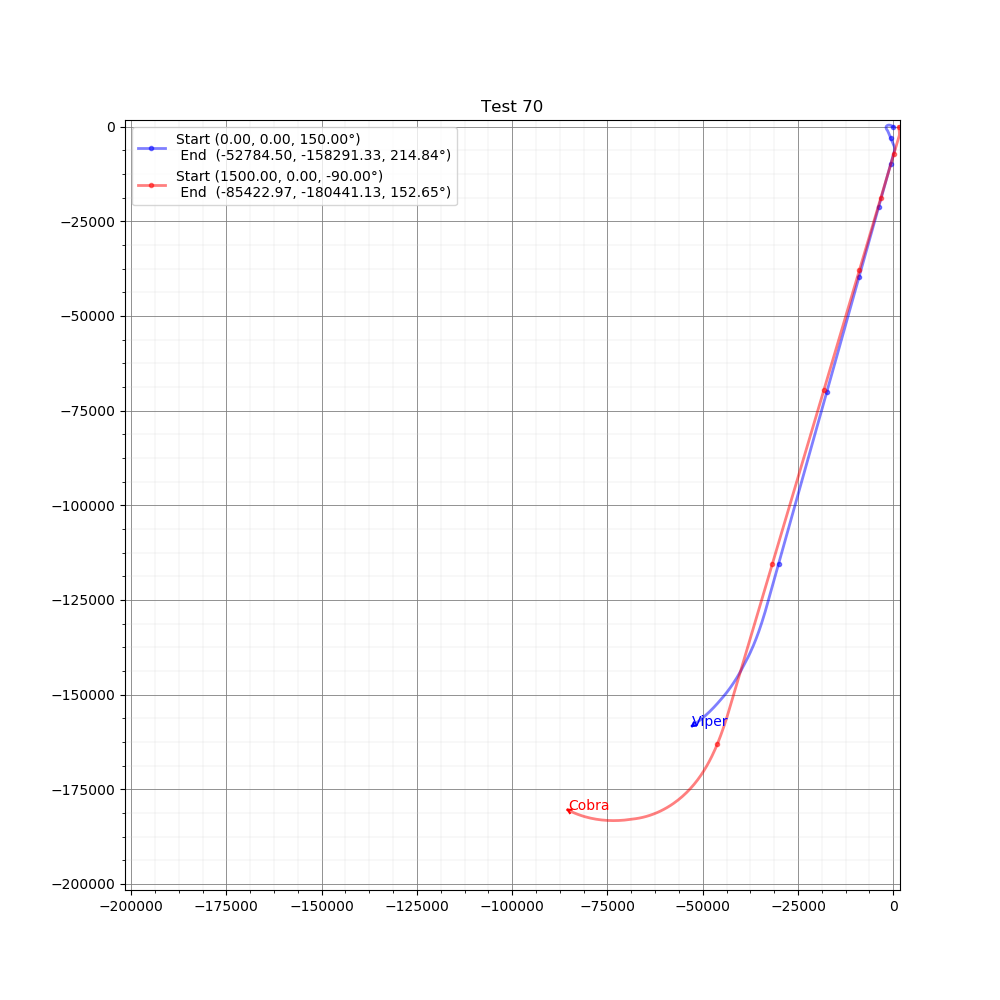 Test 70
Start (0.00, 0.00, 150.00°)
End (-52784.50, -158291.33, 214.84°)
Start (1500.00, 0.00, -90.00°)
End (-85422.97, -180441.13, 152.65°)
0
−25000
−50000
−75000
−100000
−125000
−150000
−175000
−200000
Viper
Cobra
−200000 −175000 −150000 −125000 −100000 −75000 −50000 −25000 0